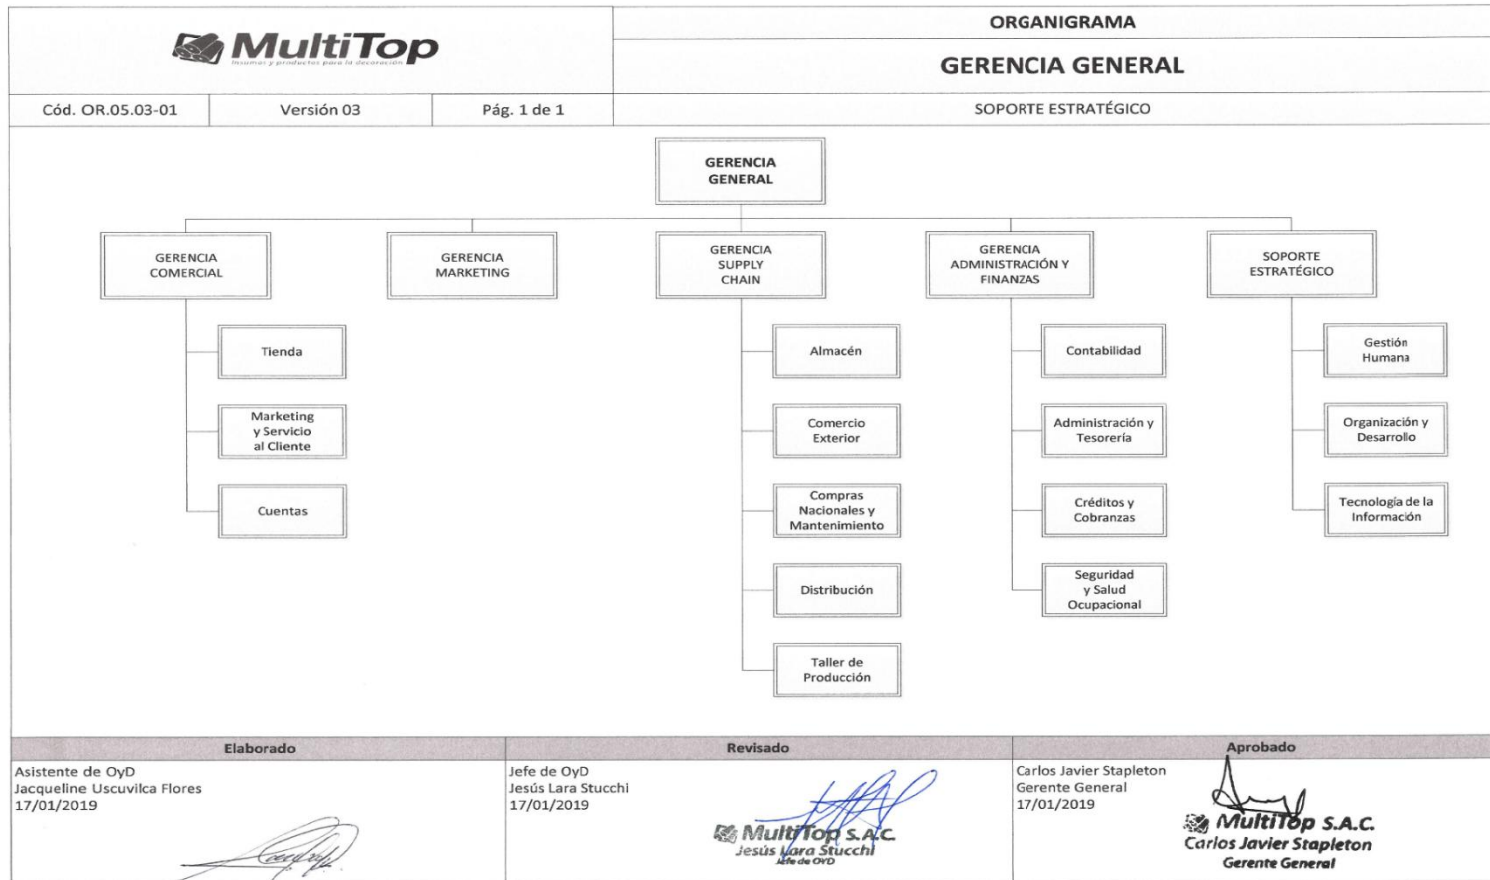 MultiTop
Insumos y productos para la decoración
ORGANIGRAMA
GERENCIA GENERAL
Cód. OR.05.03-01
Versión 03
Pág. 1 de 1
SOPORTE ESTRATÉGICO
GERENCIA
GENERAL
GERENCIA
COMERCIAL
GERENCIA
MARKETING
GERENCIA
SUPPLY
CHAIN
GERENCIA
ADMINISTRACIÓN Y
FINANZAS
SOPORTE
ESTRATÉGICO
Tienda
Marketing
y Servicio
al Cliente
Cuentas
Almacén
Comercio
Exterior
Compras
Nacionales y
Mantenimiento
Distribución
Taller de
Producción
Contabilidad
Administración y
Tesorería
Créditos y
Cobranzas
Seguridad
y Salud
Ocupacional
Gestión
Humana
Organización y
Desarrollo
Tecnología de la
Información
Elaborado
Asistente de OyD
Jacqueline Uscuvilca Flores
17/01/2019
Revisado
Jefe de OyD
Jesús Lara Stucchi
17/01/2019
MultiTop S.A.C.
Jesús Lara Stucchi
Jefe de OYD
Aprobado
Carlos Javier Stapleton
Gerente General
17/01/2019
MultiTop S.A.C.
Carlos Javier Stapleton
Gerente General